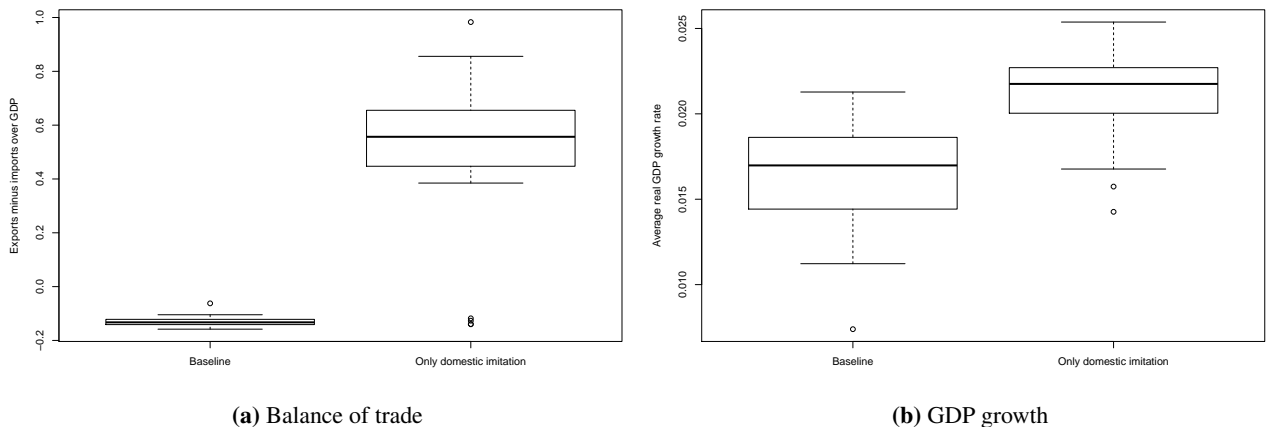 Exports minus imports over GDP
1.0
0.8
0.6
0.4
0.2
0.0
−0.2
Baseline
Only domestic imitation
(a) Balance of trade
Average real GDP growth rate
0.025
0.020
0.015
0.010
Baseline
Only domestic imitation
(b) GDP growth